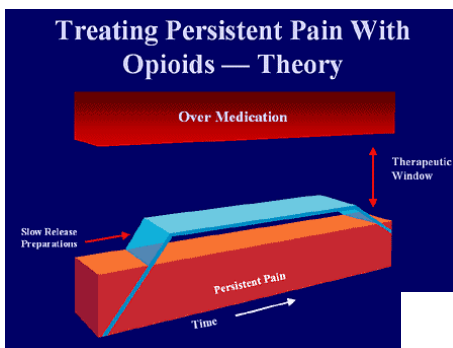 Treating Persistent Pain With
Opioids — Theory
Over Medication
Therapeutic
Window
Slow Release
Preparations
Persistent Pain
Time